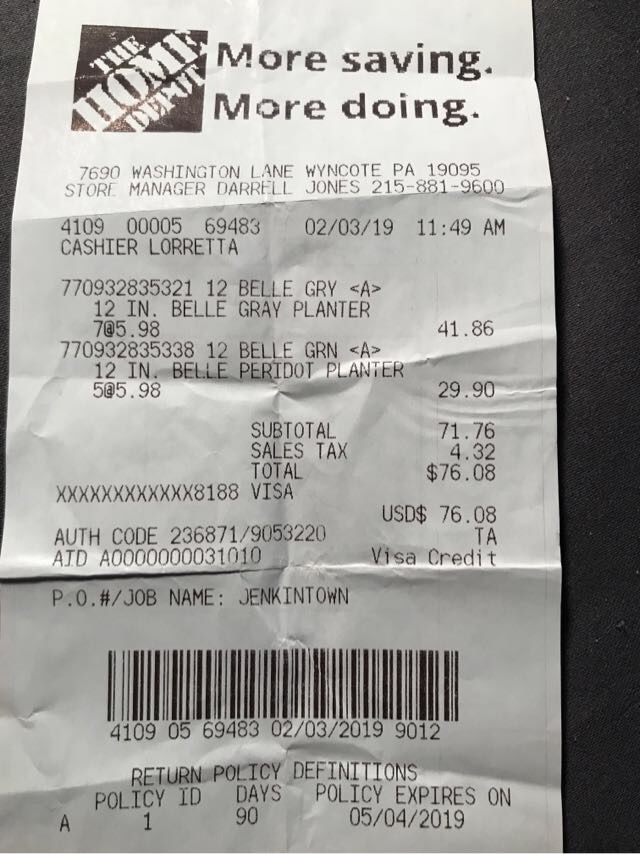 THE
HOME
DEPOT
More saving.
More doing.
7690 WASHINGTON LANE WYNCOTE PA 19095
STORE MANAGER DARRELL JONES 215-881-9600
4109 00005 69483 02/03/19 11:49 AM
CASHIER LORRETTA
770932835321 12 BELLE GRY <A>
12 IN. BELLE GRAY PLANTER
7@5.98 41.86
770932835338 12 BELLE GRN <A>
12 IN. BELLE PERIDOT PLANTER
5@5.98 29.90
SUBTOTAL 71.76
SALES TAX 4.32
TOTAL $76.08
XXXXXXXXXXXX8188 VISA
USD$ 76.08
AUTH CODE 236871/9053220 TA
AID A0000000031010 Visa Credit
P.O.#/JOB NAME: JENKINTOWN
4109 05 69483 02/03/2019 9012
RETURN POLICY DEFINITIONS
POLICY ID DAYS POLICY EXPIRES ON
A 1 90 05/04/2019